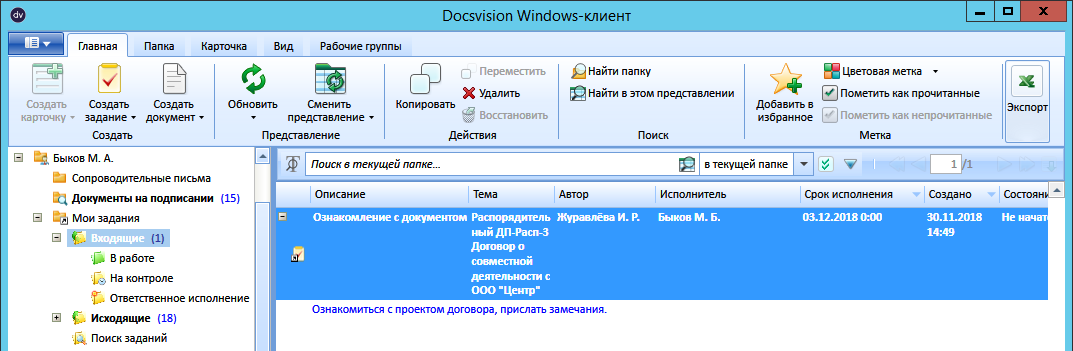 dv Docsvision Windows-клиент
Главная Папка Карточка Вид Рабочие группы
Создать карточку Создать задание Создать документ
Создать
Обновить Сменить представление
Представление
Копировать
Переместить
Удалить
Восстановить
Действия
Найти папку
Найти в этом представлении
Поиск
Добавить в избранное
Цветовая метка
Пометить как прочитанные
Пометить как непрочитанные
Метка
Экспорт
Быков М. А.
Сопроводительные письма
Документы на подписании (15)
Мои задания
Входящие (1)
В работе
На контроле
Ответственное исполнение
Исходящие (18)
Поиск заданий
Поиск в текущей папке... в текущей папке 1 /1
Описание Тема Автор Исполнитель Срок исполнения Создано Состояни
Ознакомление с документом Распорядитель Журавлёва И. Р. Быков М. Б. 03.12.2018 0:00 30.11.2018 Не начат
ный ДП-Расп-3 14:49
Договор о
совместной
деятельности с
ООО "Центр"
Ознакомиться с проектом договора, прислать замечания.